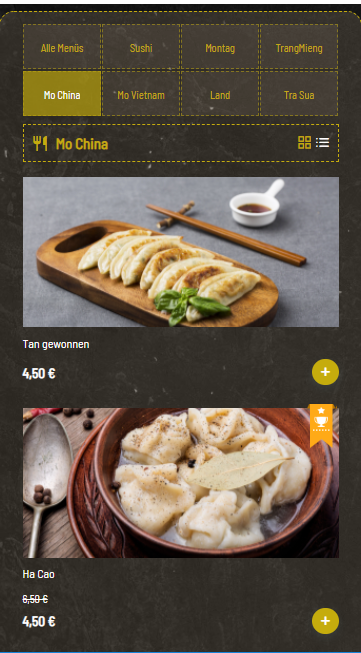 Alle Menüs
Sushi
Montag
TrangMieng
Mo China
Mo Vietnam
Land
Tra Sua
Mo China
Tan gewonnen
4,50 €
+
Ha Cao
6,50 €
4,50 €
+